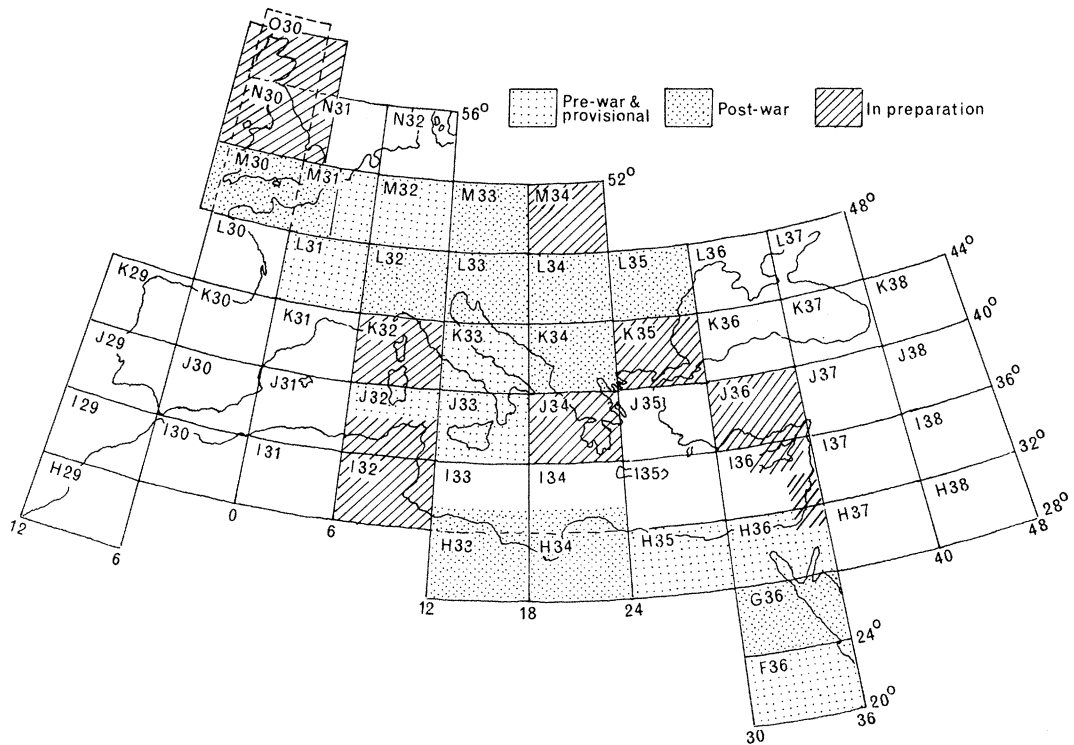 O30
N30
N31
N32
56°
Pre-war &
provisional
Post-war
In preparation
M30
M31
M32
M33
M34
52°
L30
L31
L32
L33
L34
L35
L36
L37
48°
K29
K30
K31
K32
K33
K34
K35
K36
K37
K38
44°
J29
J30
J31
J32
J33
J34
J35
J36
J37
J38
40°
I29
I30
I31
I32
I33
I34
I35
I36
I37
I38
36°
H29
H33
H34
H35
H36
H37
H38
32°
28°
G36
24°
F36
20°
12
6
0
6
12
18
24
30
36
40
48